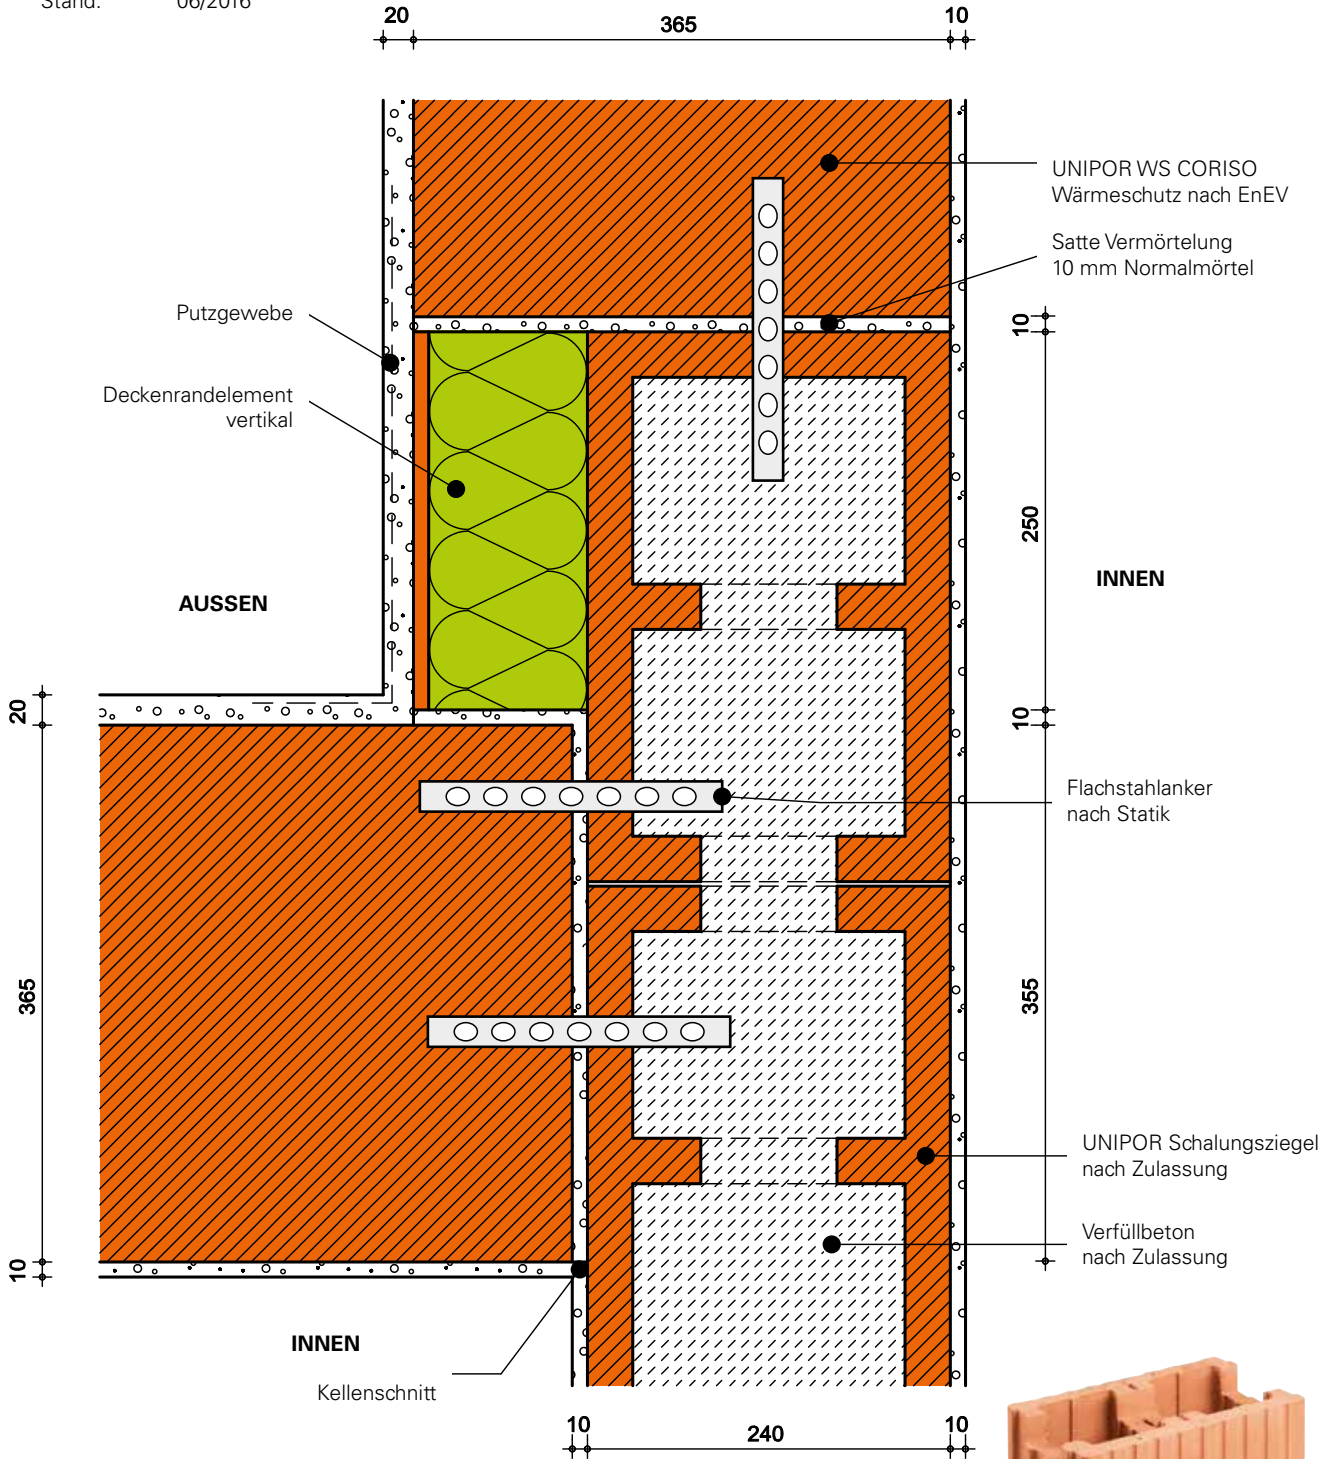 Stand: 06/2016
20
365
10
UNIPOR WS CORISO
Wärmeschutz nach EnEV
Satte Vermörtelung
10 mm Normalmörtel
Putzgewebe
10
Deckenrandelement
vertikal
250
INNEN
AUSSEN
20
10
Flachstahlanker
nach Statik
365
355
UNIPOR Schalungsziegel
nach Zulassung
Verfüllbeton
nach Zulassung
10
INNEN
Kellenschnitt
10
240
10